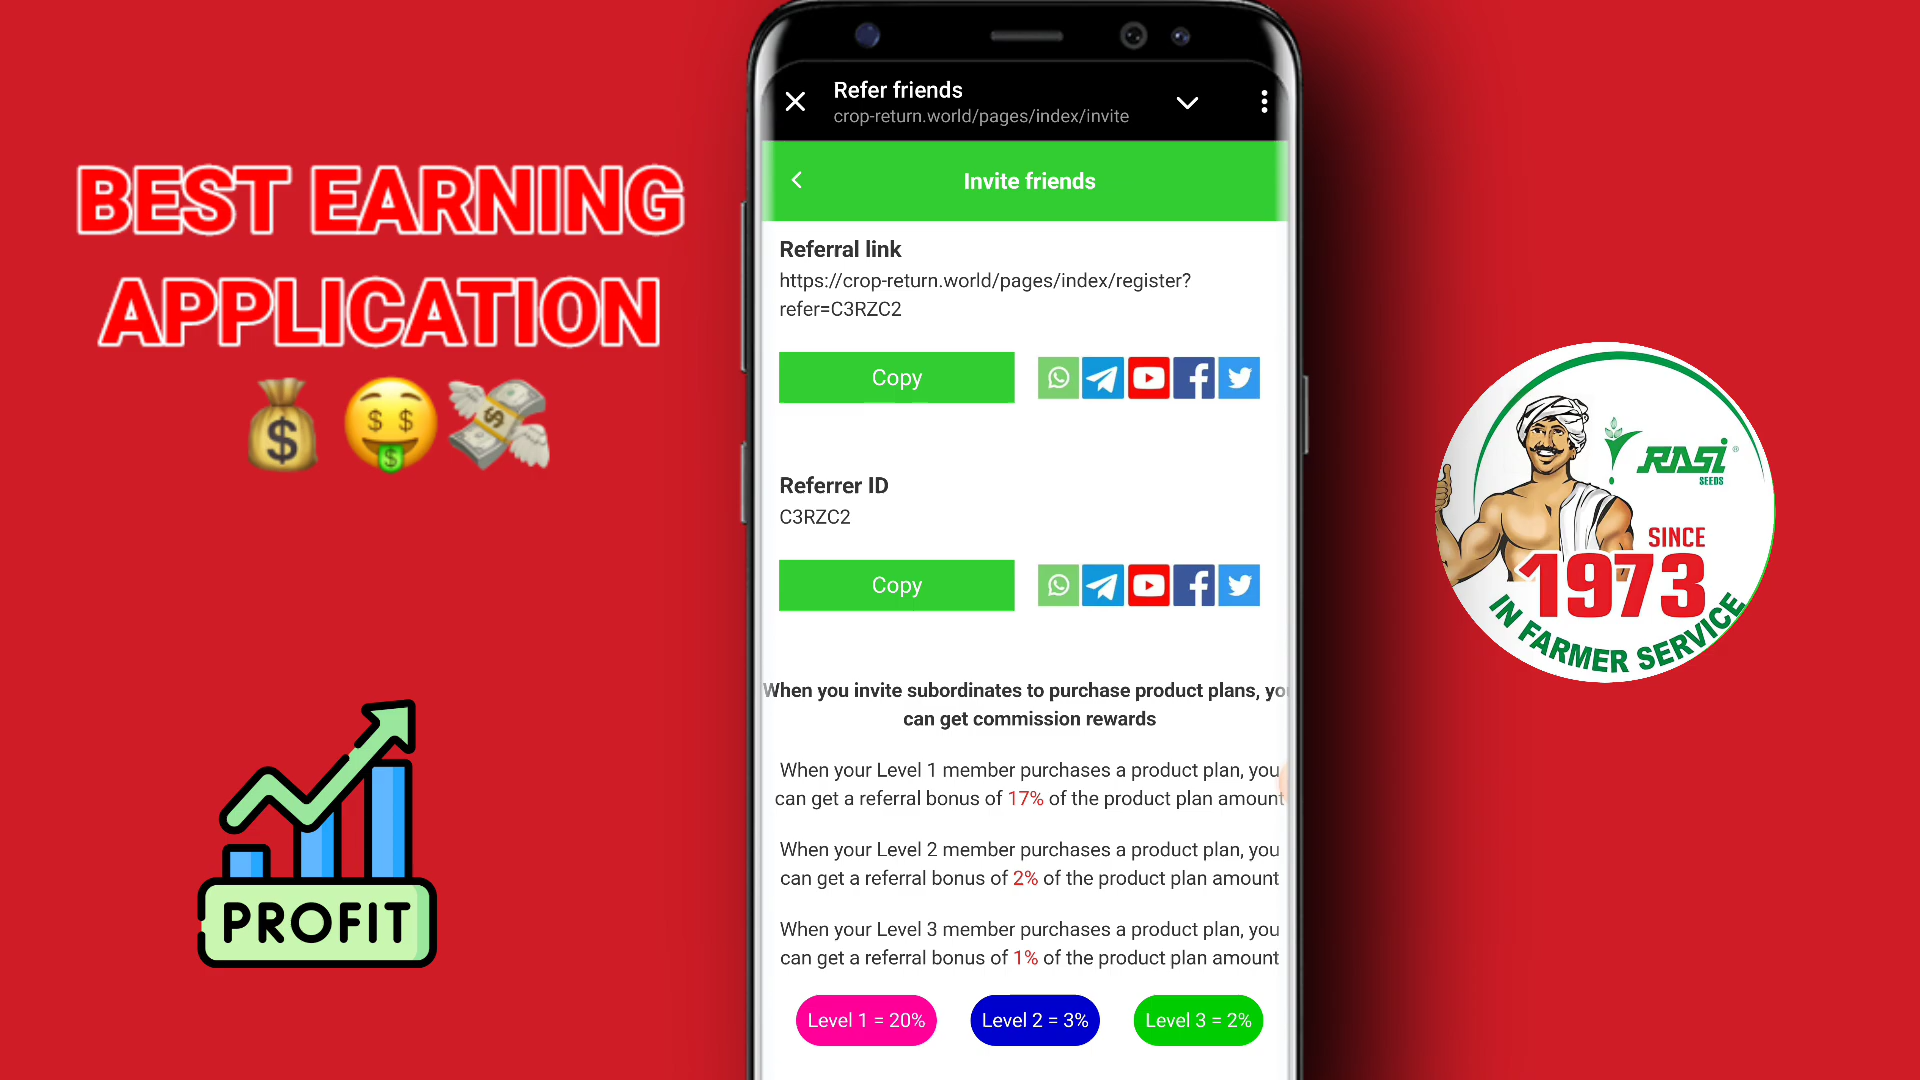 BEST EARNING
APPLICATION
PROFIT
Refer friends
crop-return.world/pages/index/invite
Invite friends
Referral link
https://crop-return.world/pages/index/register?
refer=C3RZC2
Copy
Referrer ID
C3RZC2
Copy
When you invite subordinates to purchase product plans, yo
can get commission rewards
When your Level 1 member purchases a product plan, you
can get a referral bonus of 17% of the product plan amount
When your Level 2 member purchases a product plan, you
can get a referral bonus of 2% of the product plan amount
When your Level 3 member purchases a product plan, you
can get a referral bonus of 1% of the product plan amount
Level 1 = 20%
Level 2 = 3%
Level 3 = 2%
RASI®
SEEDS
SINCE
1973
IN FARMER SERVICE